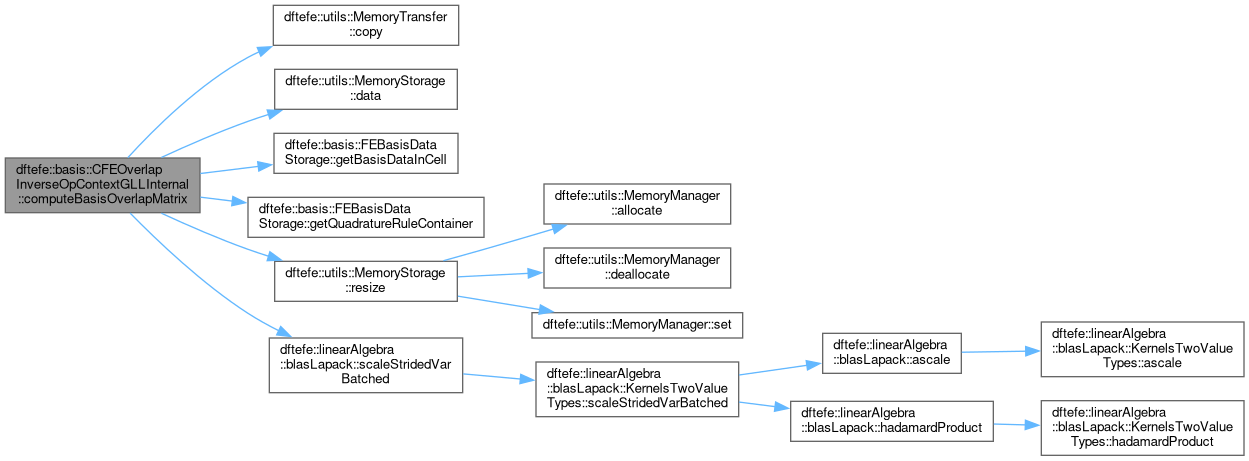 dftefe::utils::MemoryTransfer
::copy
dftefe::utils::MemoryStorage
::data
dftefe::basis::FEBasisData
Storage::getBasisDataInCell
dftefe::basis::CFEOverlap
InverseOpContextGLLInternal
::computeBasisOverlapMatrix
dftefe::basis::FEBasisData
Storage::getQuadratureRuleContainer
dftefe::utils::MemoryManager
::allocate
dftefe::utils::MemoryStorage
::resize
dftefe::utils::MemoryManager
::deallocate
dftefe::utils::MemoryManager::set
dftefe::linearAlgebra
::blasLapack::scaleStridedVar
Batched
dftefe::linearAlgebra
::blasLapack::KernelsTwoValue
Types::scaleStridedVarBatched
dftefe::linearAlgebra
::blasLapack::ascale
dftefe::linearAlgebra
::blasLapack::KernelsTwoValue
Types::ascale
dftefe::linearAlgebra
::blasLapack::hadamardProduct
dftefe::linearAlgebra
::blasLapack::KernelsTwoValue
Types::hadamardProduct